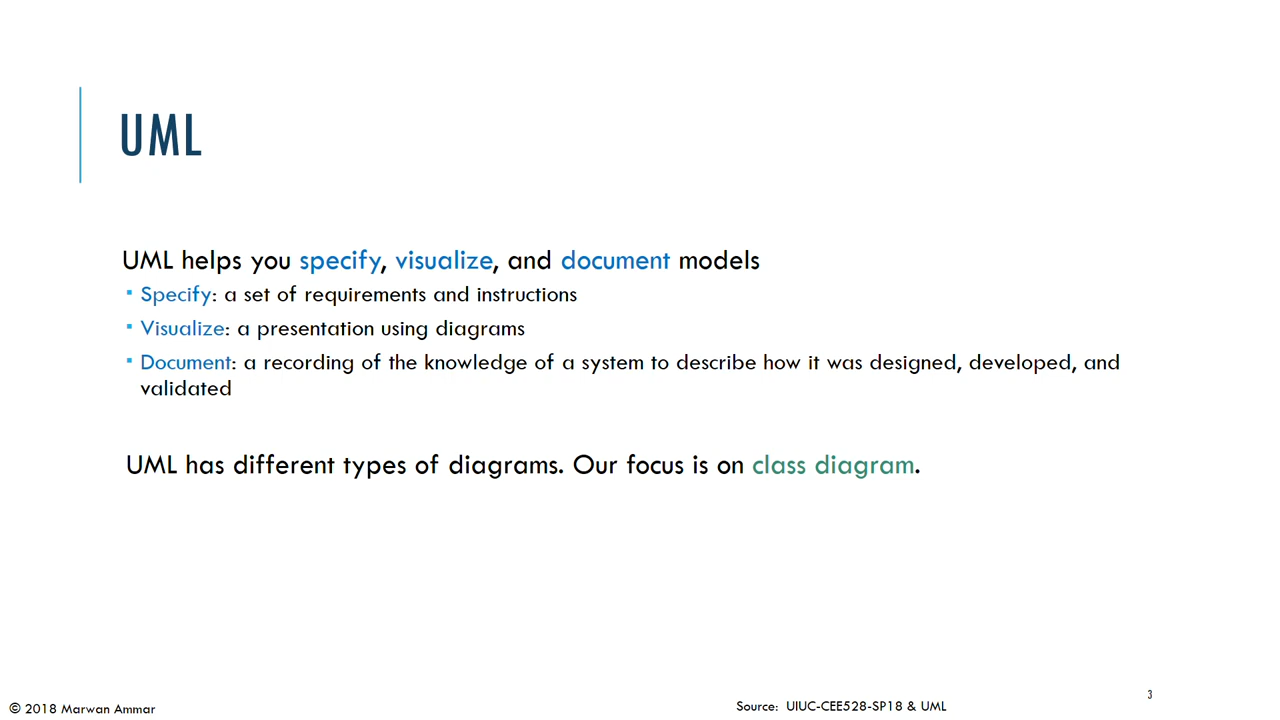 UML
UML helps you specify, visualize, and document models
▪ Specify: a set of requirements and instructions
▪ Visualize: a presentation using diagrams
▪ Document: a recording of the knowledge of a system to describe how it was designed, developed, and
validated
UML has different types of diagrams. Our focus is on class diagram.
3
© 2018 Marwan Ammar
Source: UIUC-CEE528-SP18 & UML